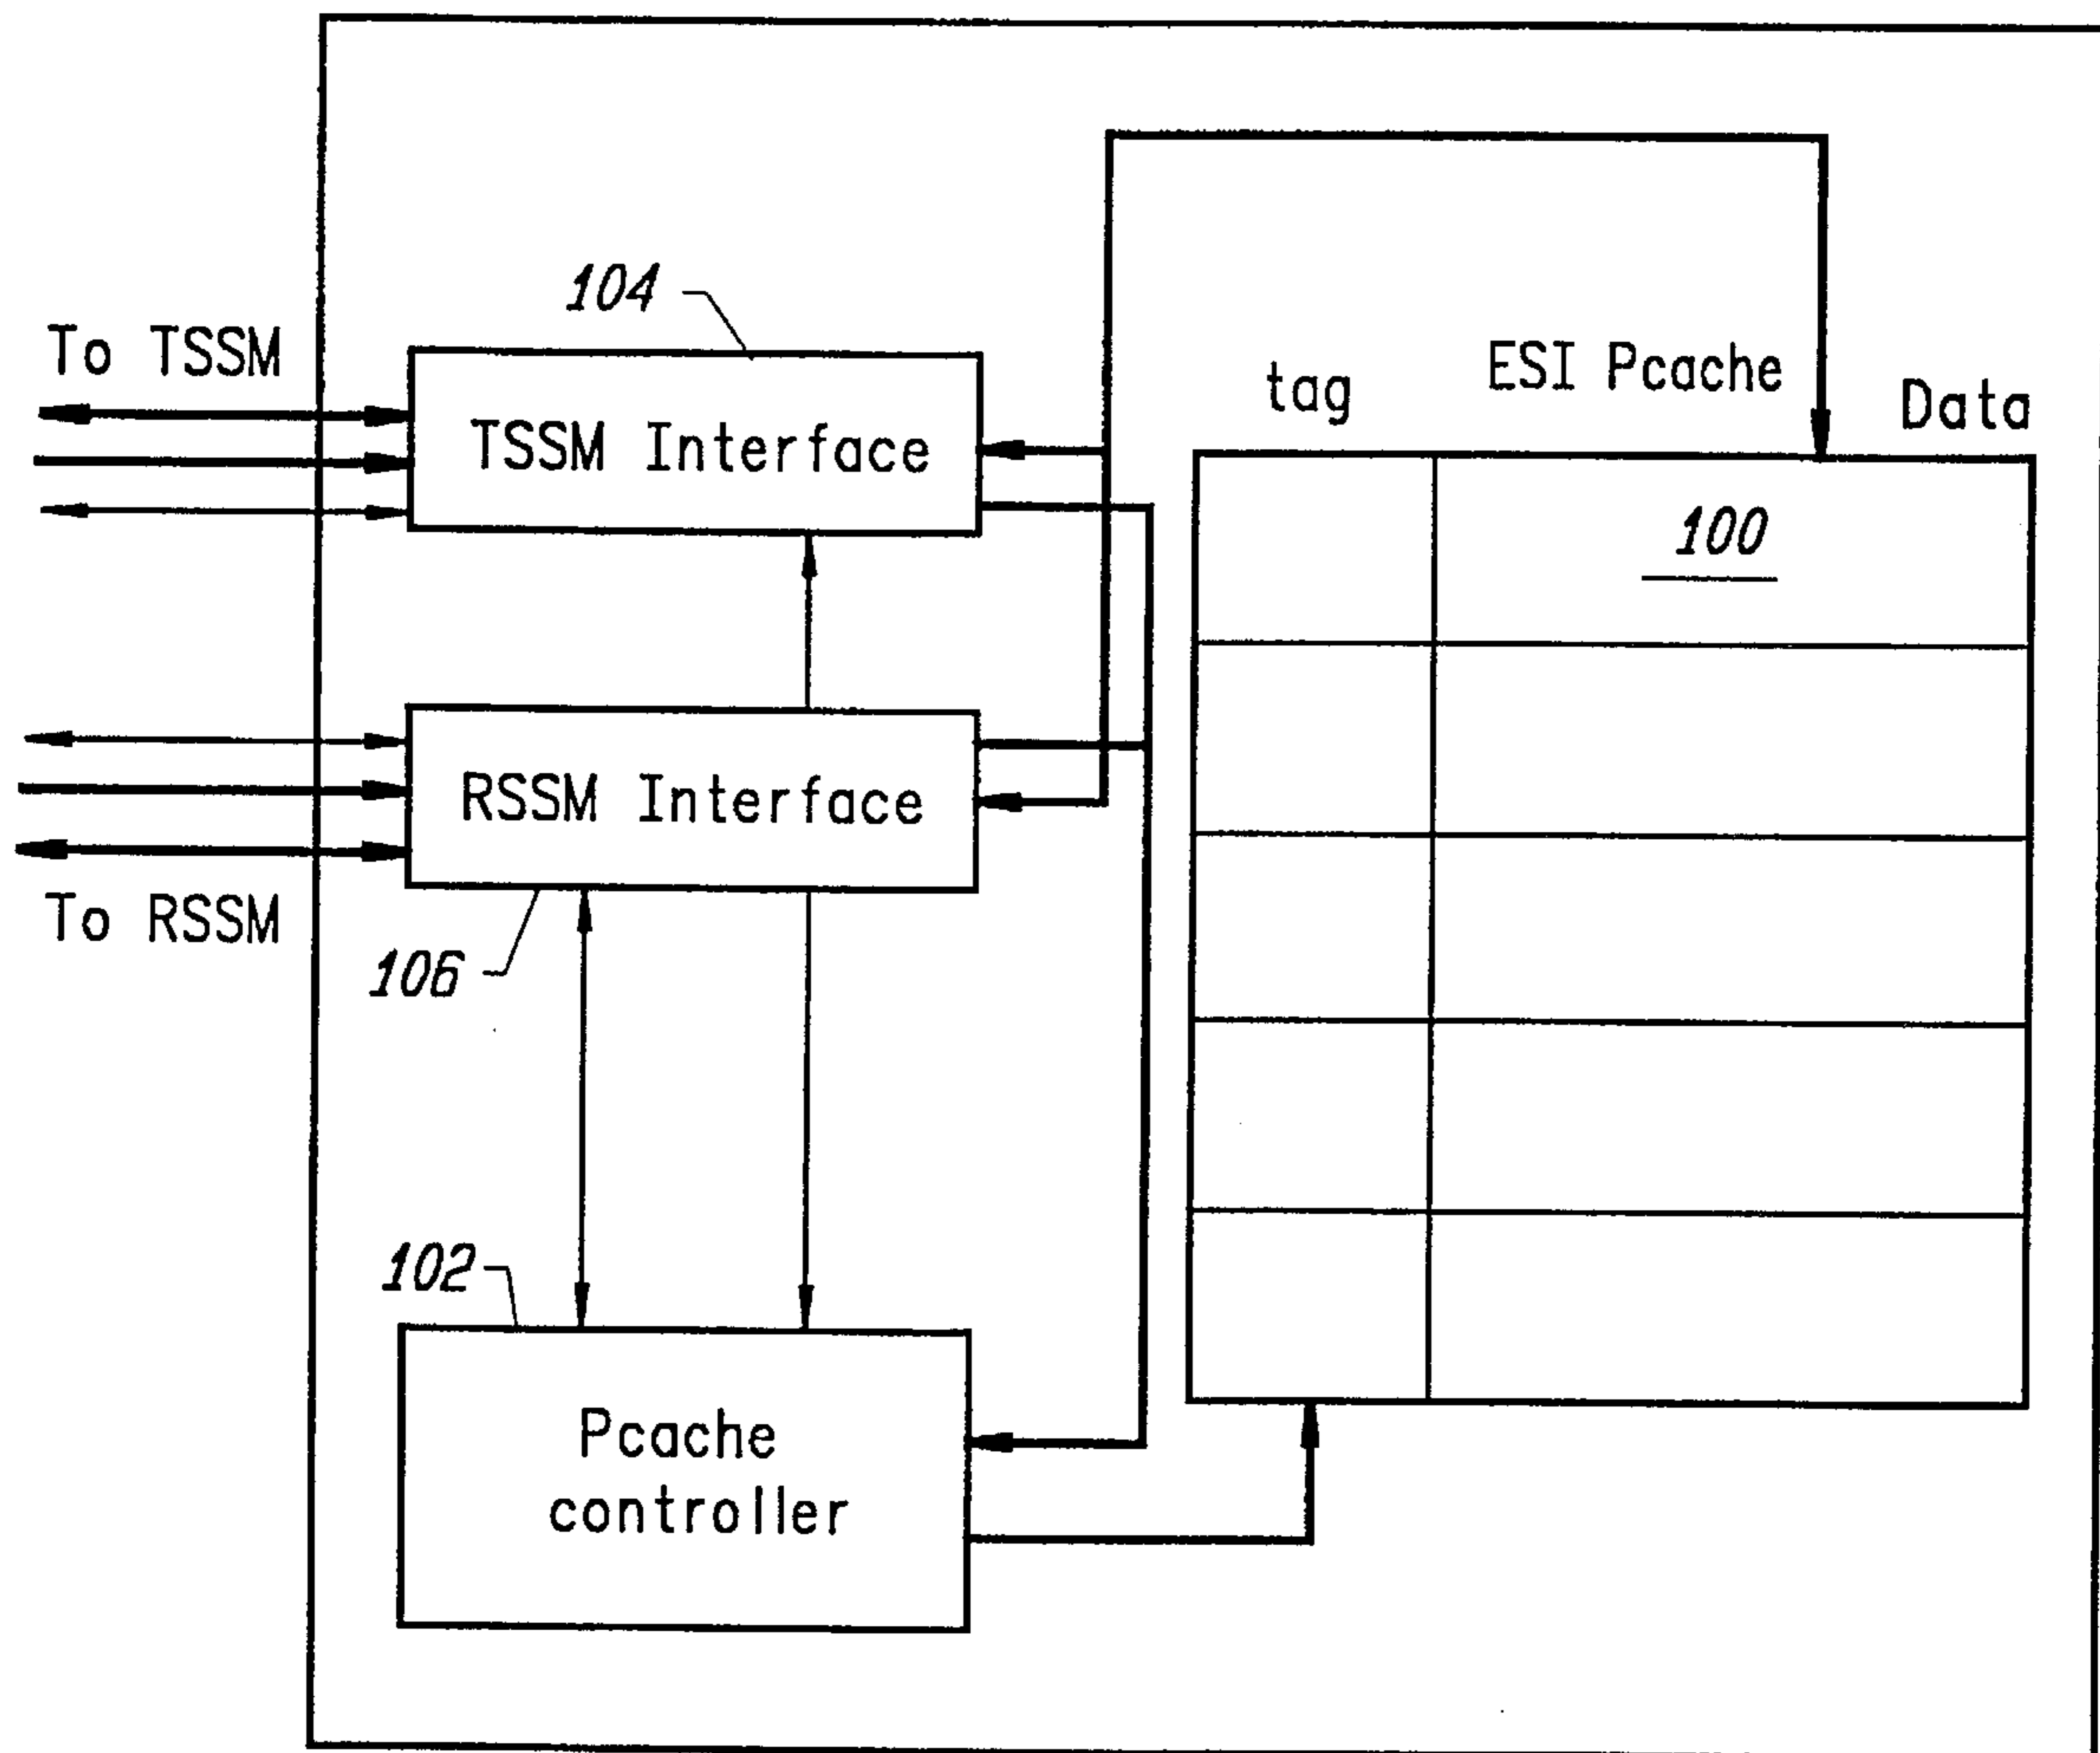 104
To TSSM
TSSM Interface
tag
ESI Pcache
Data
100
RSSM Interface
To RSSM
106
102
Pcache
controller